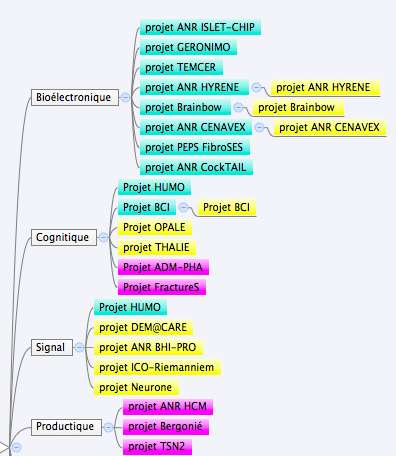 Bioélectronique
projet ANR ISLET-CHIP
projet GERONIMO
projet TEMCER
projet ANR HYRENE
projet ANR HYRENE
projet Brainbow
projet Brainbow
projet ANR CENAVEX
projet ANR CENAVEX
projet PEPS FibroSES
projet ANR CockTAIL
Cognitique
Projet HUMO
Projet BCI
Projet BCI
Projet OPALE
projet THALIE
Projet ADM-PHA
Projet FractureS
Signal
Projet HUMO
projet DEM@CARE
projet ANR BHI-PRO
projet ICO-Riemanniem
projet Neurone
Productique
projet ANR HCM
projet Bergonié
projet TSN2